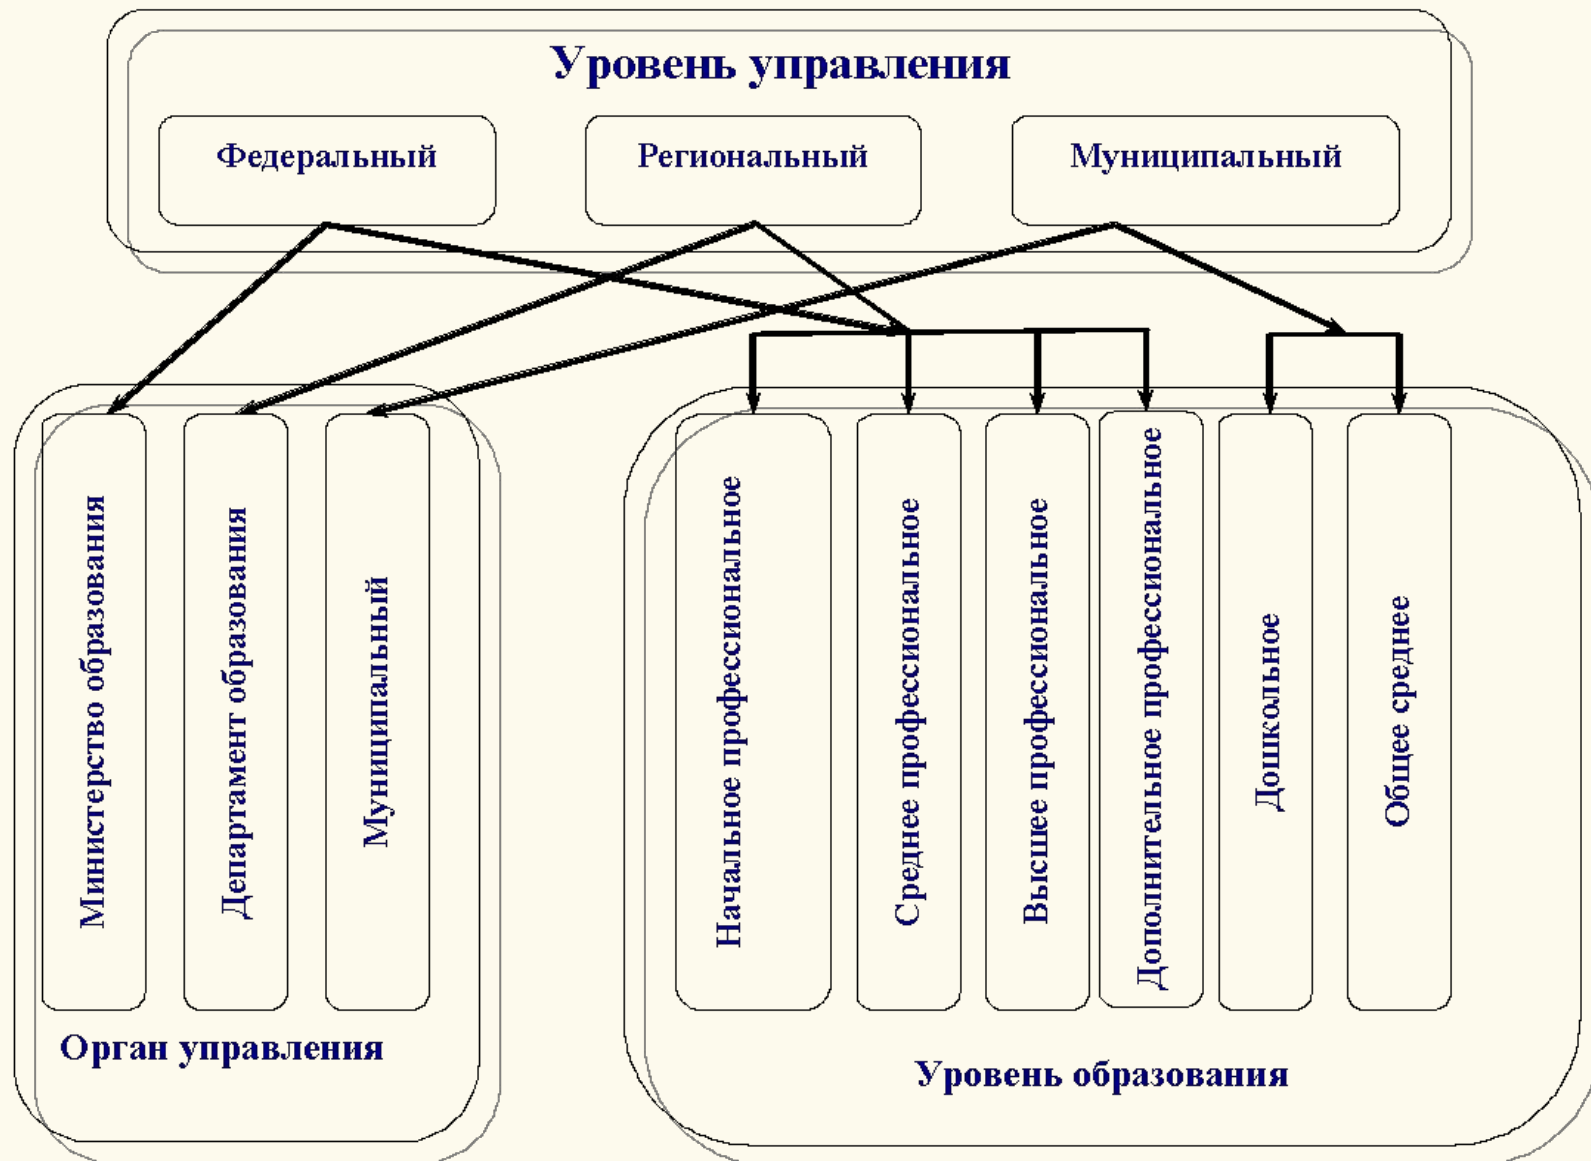 Уровень управления
Федеральный
Региональный
Муниципальный
Министерство образования
Департамент образования
Муниципальный
Орган управления
Начальное профессиональное
Среднее профессиональное
Высшее профессиональное
Дополнительное профессиональное
Дошкольное
Общее среднее
Уровень образования